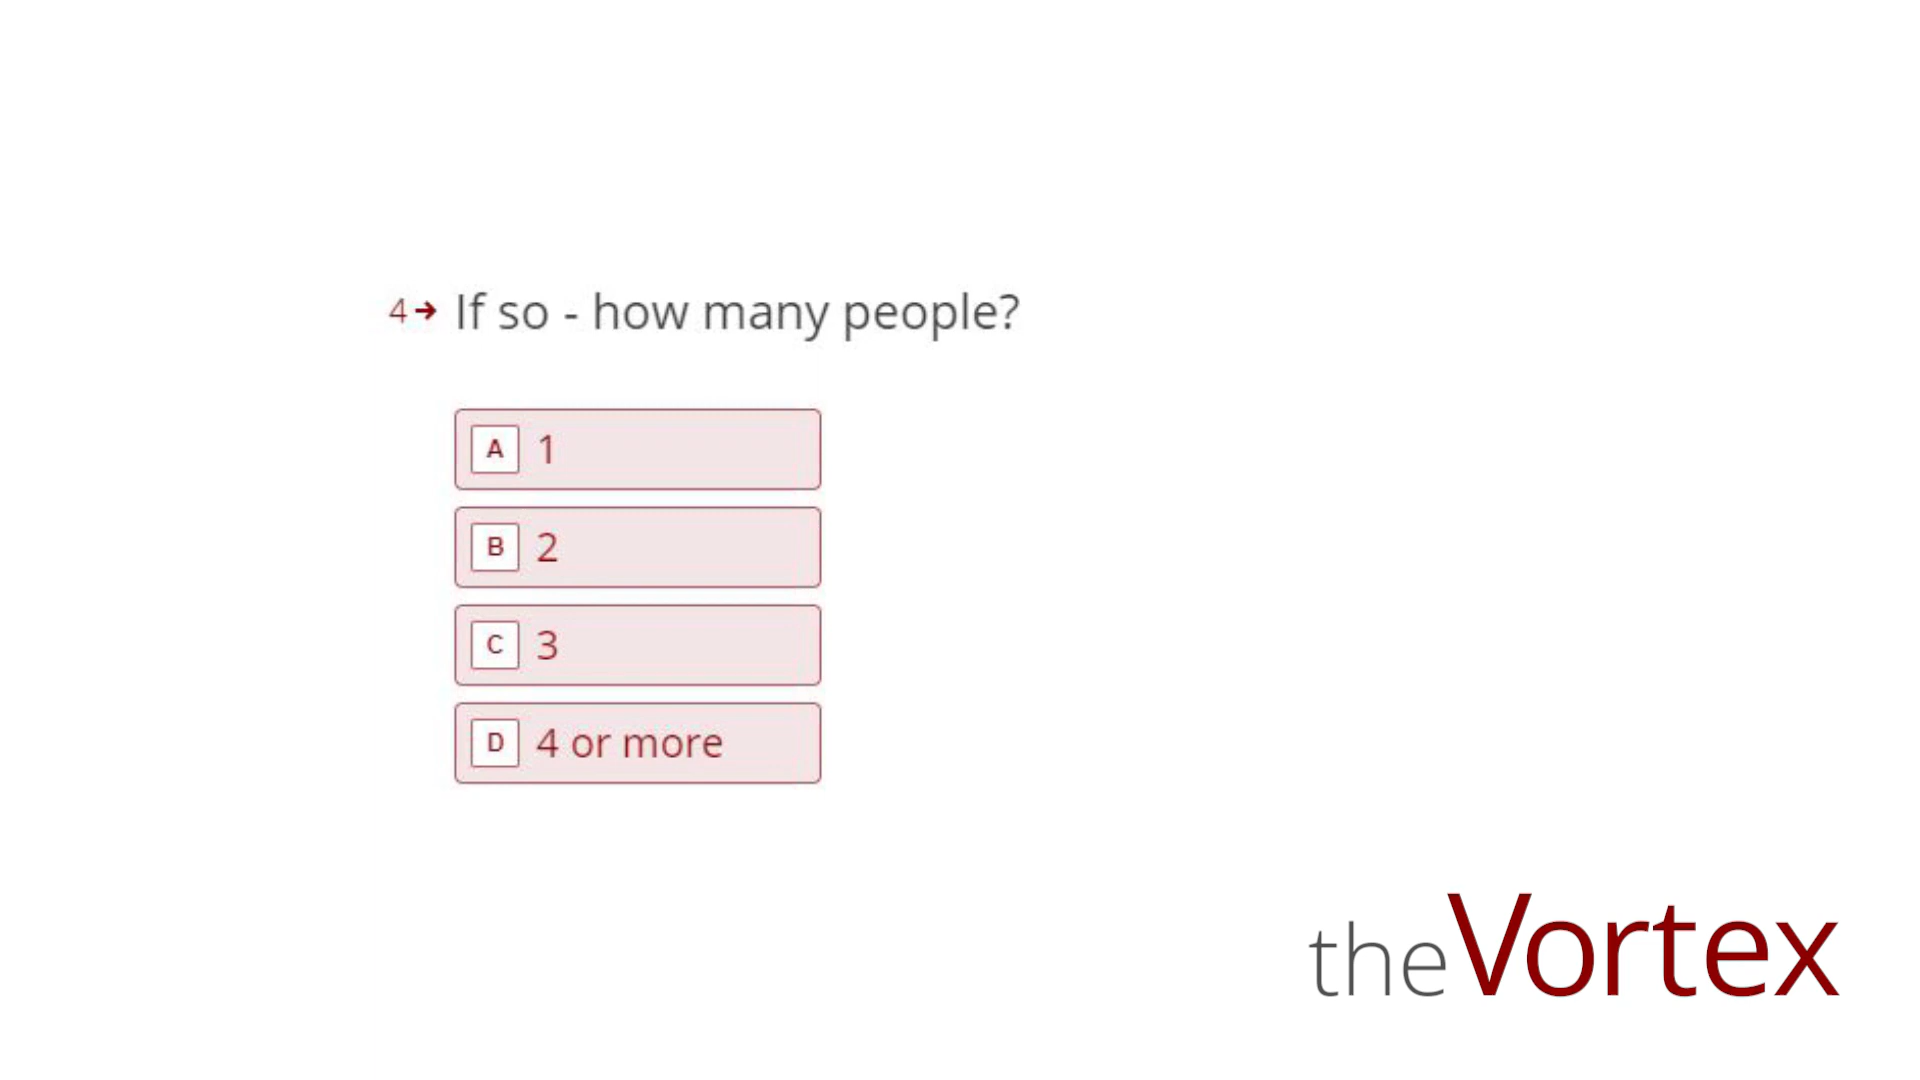 4→ If so - how many people?
A 1
B 2
C 3
D 4 or more
theVortex